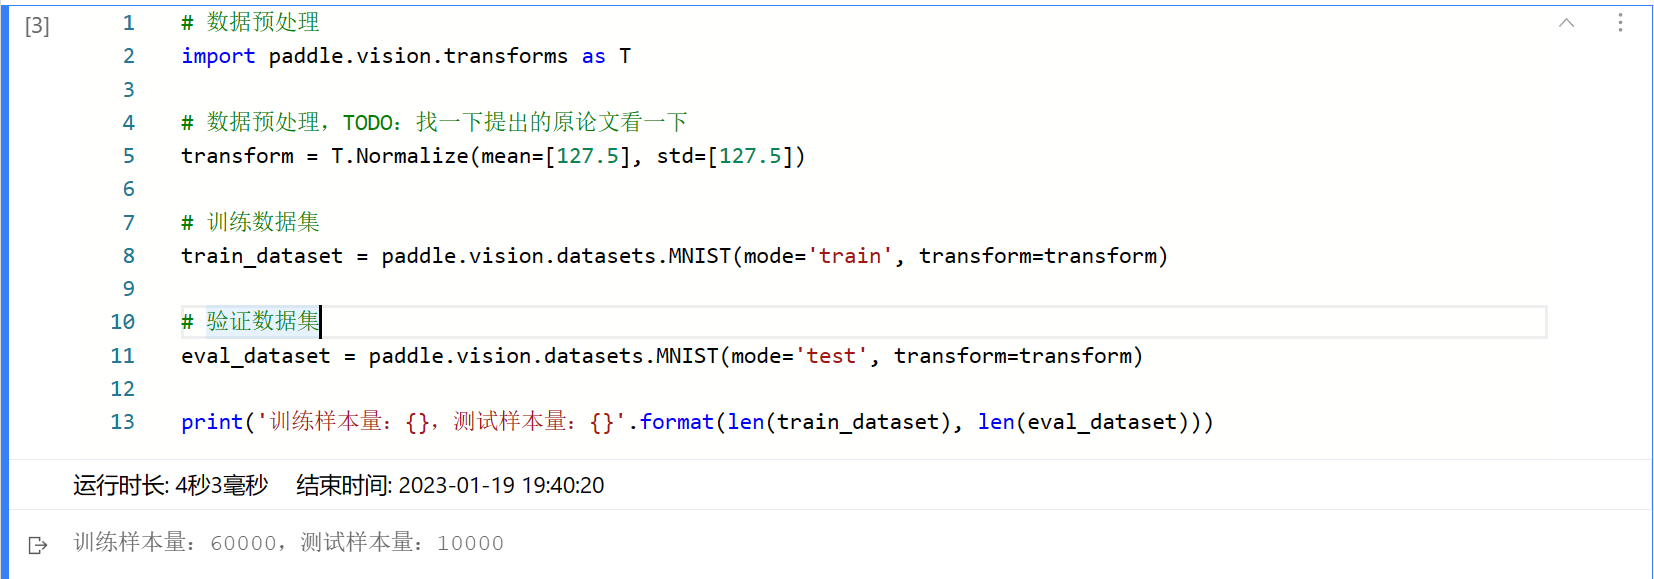 [3]
1 # 数据预处理
2 import paddle.vision.transforms as T
3
4 # 数据预处理，TODO：找一下提出的原论文看一下
5 transform = T.Normalize(mean=[127.5], std=[127.5])
6
7 # 训练数据集
8 train_dataset = paddle.vision.datasets.MNIST(mode='train', transform=transform)
9
10 # 验证数据集
11 eval_dataset = paddle.vision.datasets.MNIST(mode='test', transform=transform)
12
13 print('训练样本量：{}，测试样本量：{}'.format(len(train_dataset), len(eval_dataset)))
运行时长: 4秒3毫秒 结束时间: 2023-01-19 19:40:20
训练样本量：60000，测试样本量：10000